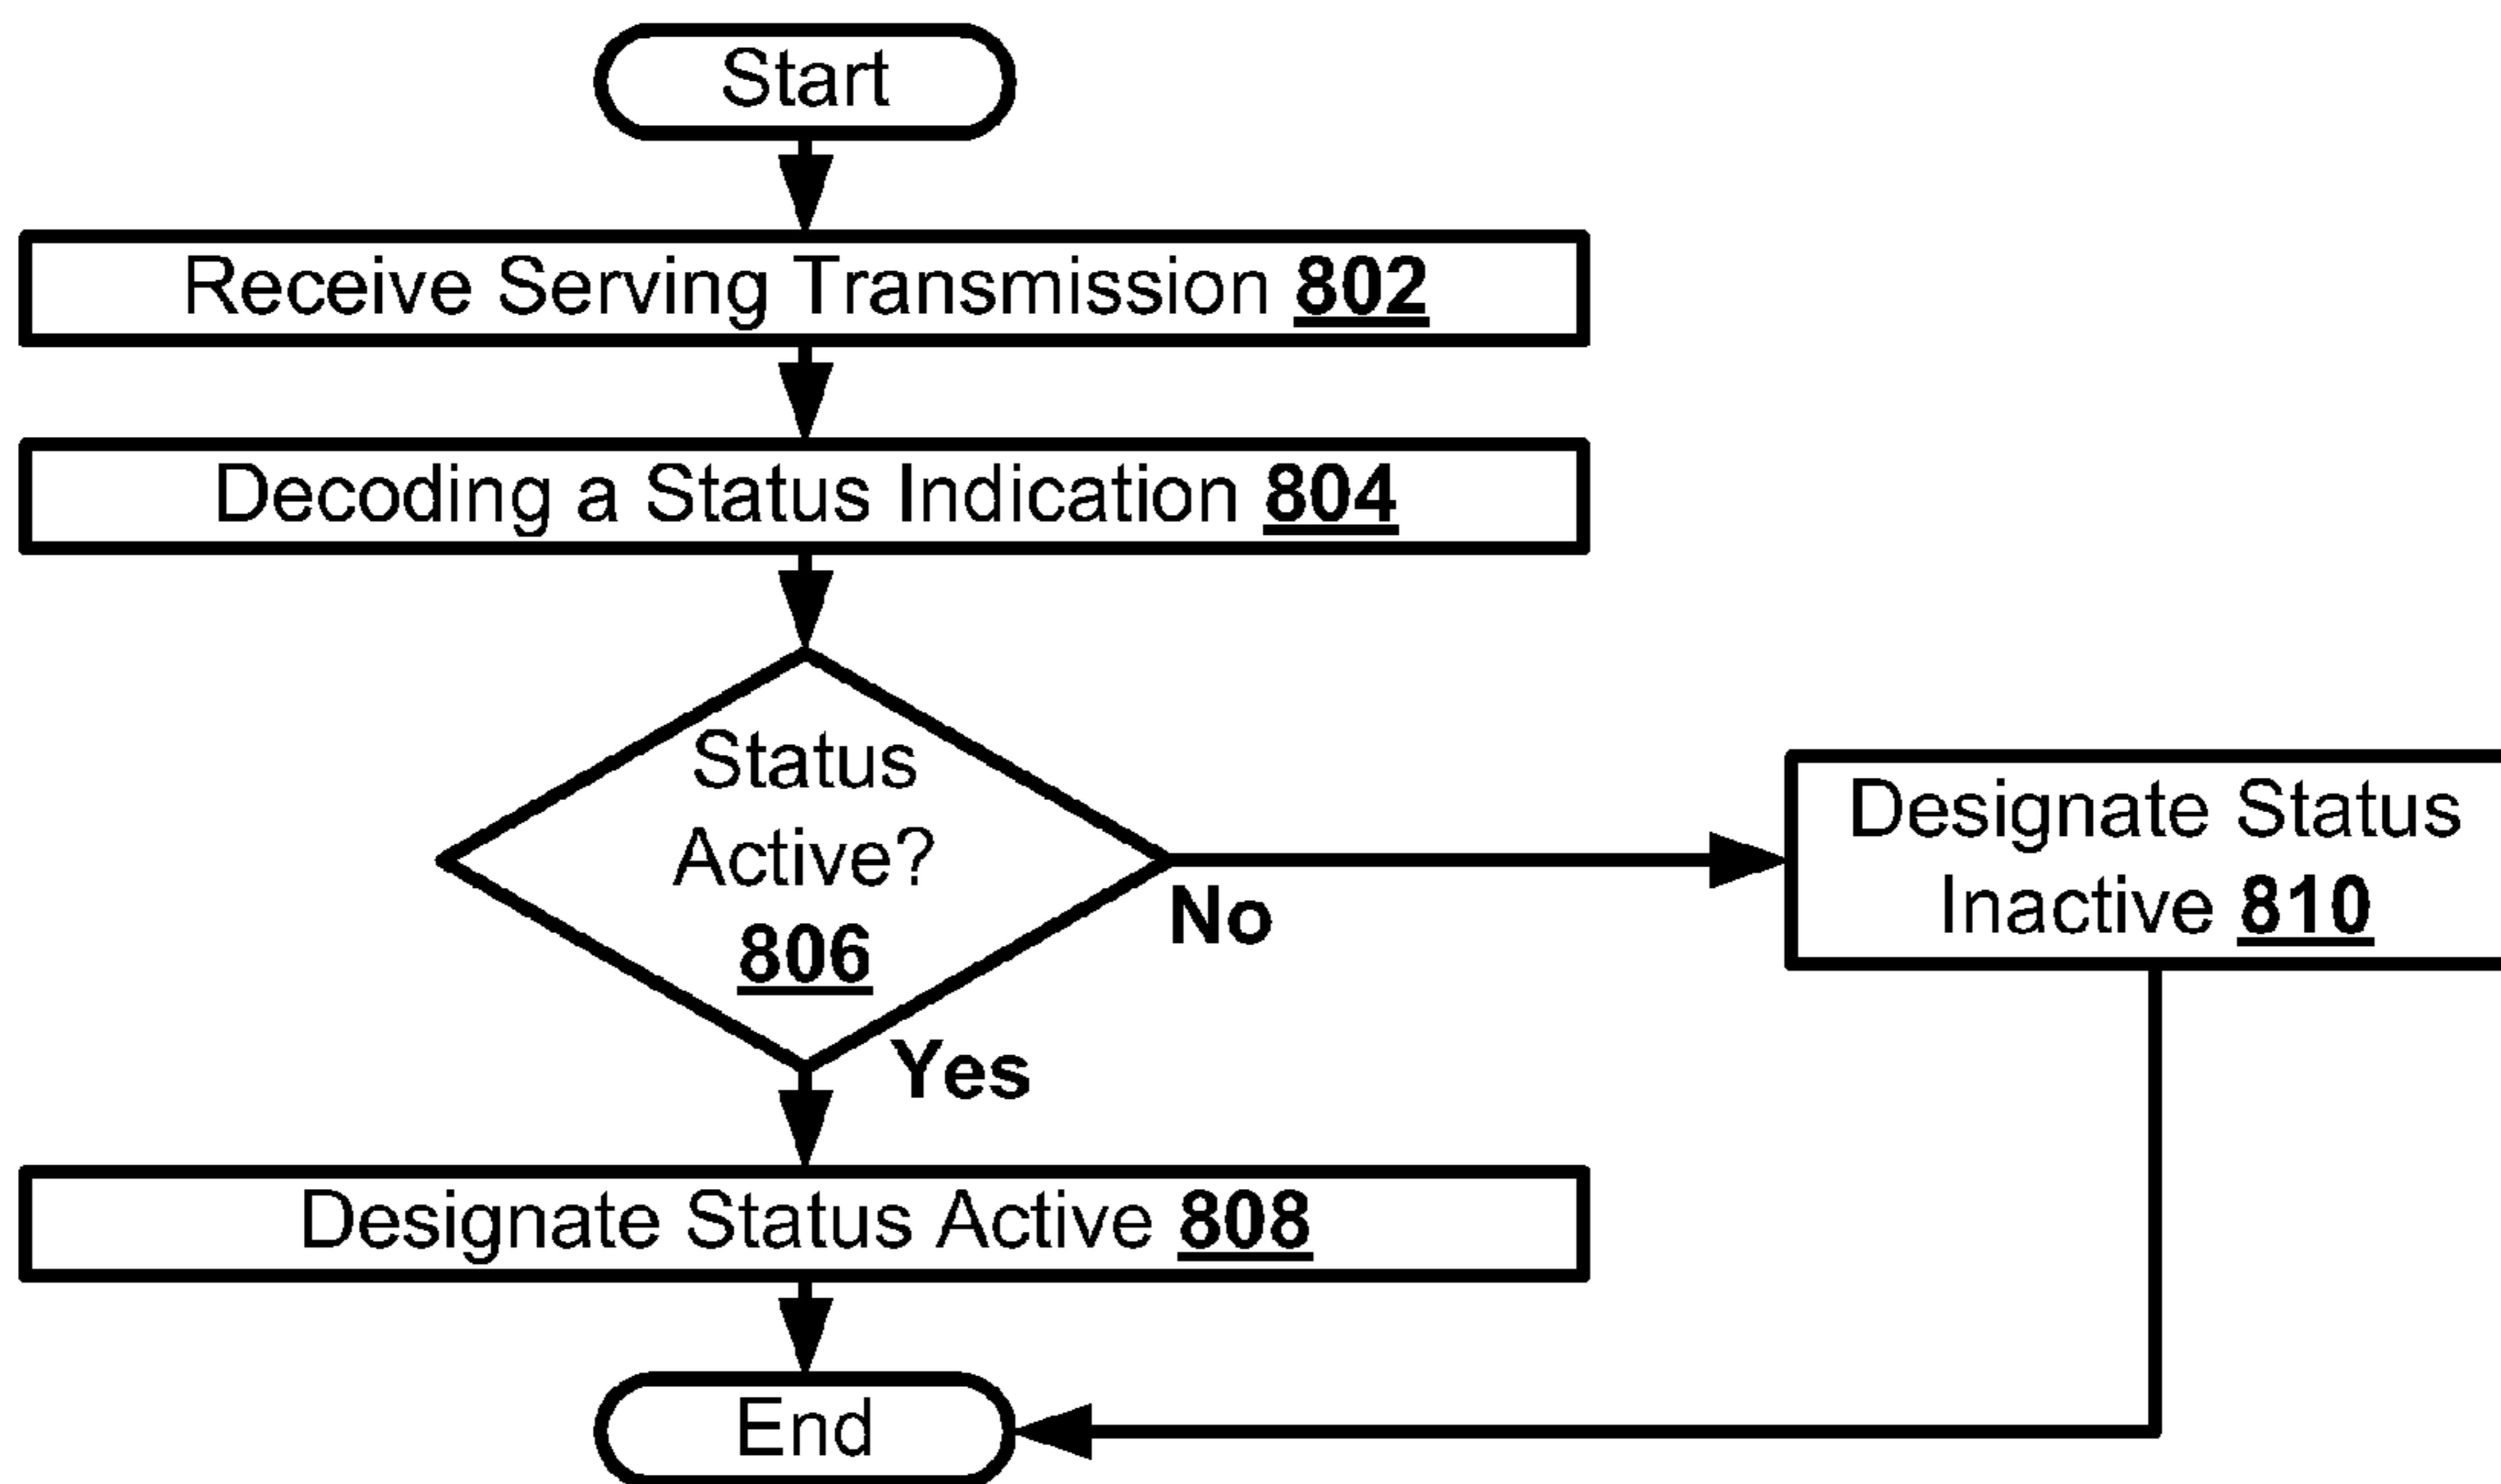 Start
Receive Serving Transmission 802
Decoding a Status Indication 804
Status
Active?
806
No
Yes
Designate Status
Inactive 810
Designate Status Active 808
End